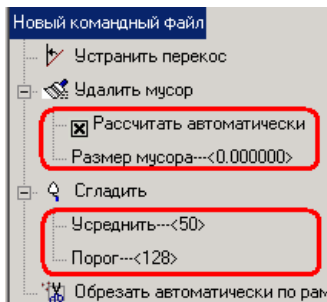 Новый командный файл
Устранить перекос
Удалить мусор
Рассчитать автоматически
Размер мусора---<0.000000>
Сгладить
Усреднить---<50>
Порог---<128>
Обрезать автоматически по рам